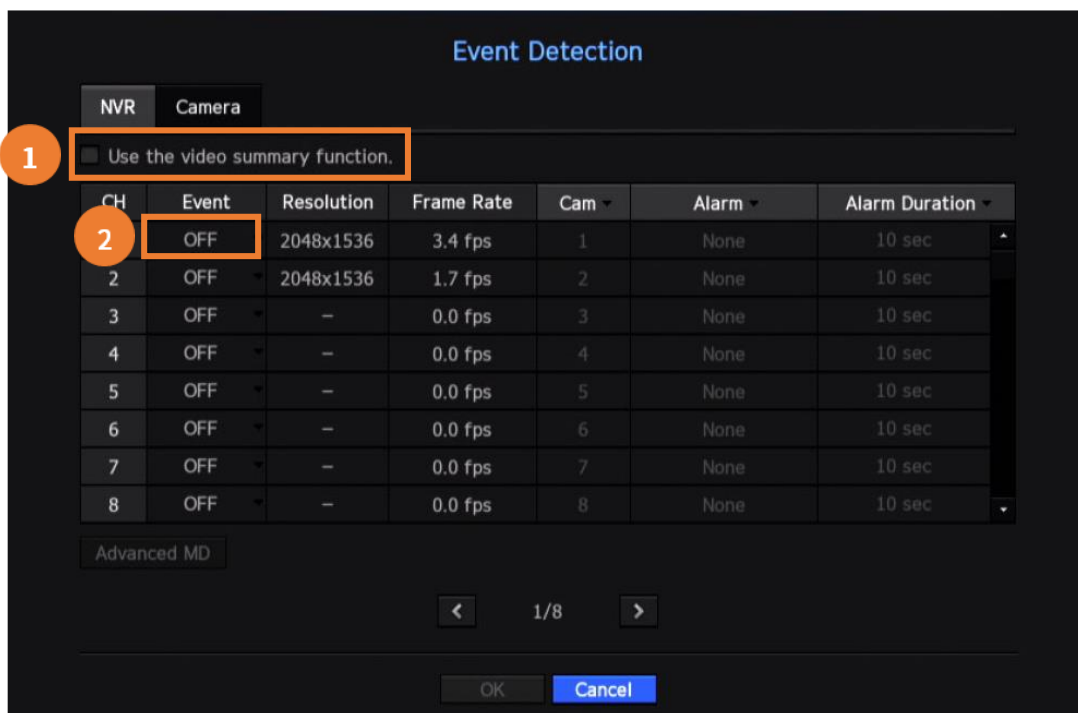 Event Detection
NVR Camera
1 Use the video summary function.
CH Event Resolution Frame Rate Cam Alarm Alarm Duration
2 OFF 2048x1536 3.4 fps 1 None 10 sec
2 OFF 2048x1536 1.7 fps 2 None 10 sec
3 OFF – 0.0 fps 3 None 10 sec
4 OFF – 0.0 fps 4 None 10 sec
5 OFF – 0.0 fps 5 None 10 sec
6 OFF – 0.0 fps 6 None 10 sec
7 OFF – 0.0 fps 7 None 10 sec
8 OFF – 0.0 fps 8 None 10 sec
Advanced MD
< 1/8 >
OK Cancel